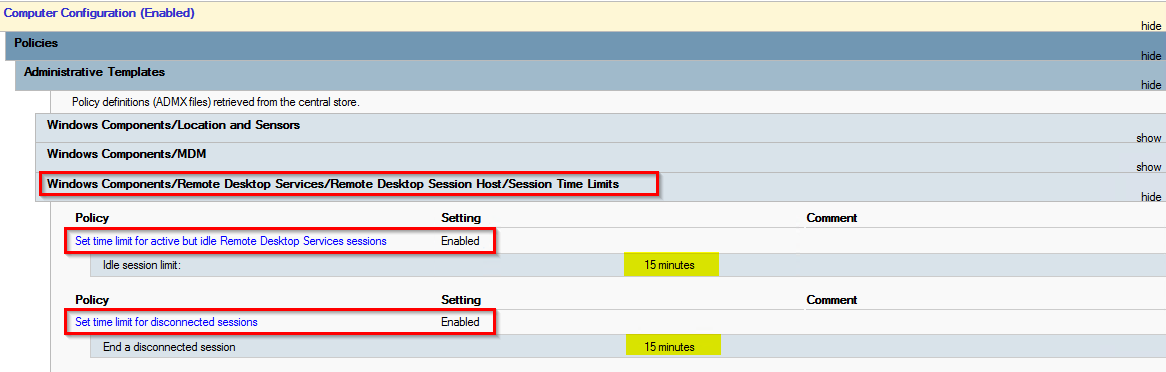 Computer Configuration (Enabled)
hide
Policies
hide
Administrative Templates
hide
Policy definitions (ADMX files) retrieved from the central store.
Windows Components/Location and Sensors
show
Windows Components/MDM
show
Windows Components/Remote Desktop Services/Remote Desktop Session Host/Session Time Limits
hide
Policy Setting Comment
Set time limit for active but idle Remote Desktop Services sessions Enabled
Idle session limit: 15 minutes
Policy Setting Comment
Set time limit for disconnected sessions Enabled
End a disconnected session 15 minutes